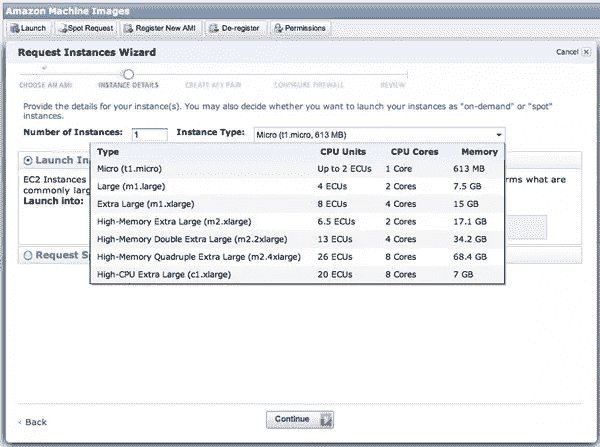 Amazon Machine Images
Launch Spot Request Register New AMI De-register Permissions
Request Instances Wizard Cancel
CHOOSE AN AMI INSTANCE DETAILS CREATE KEY PAIR CONFIGURE FIREWALL REVIEW
Provide the details for your instance(s). You may also decide whether you want to launch your instances as "on-demand" or "spot"
instances.
Number of Instances: 1 Instance Type: Micro (t1.micro, 613 MB)
Type CPU Units CPU Cores Memory
Micro (t1.micro) Up to 2 ECUs 1 Core 613 MB
Large (m1.large) 4 ECUs 2 Cores 7.5 GB
Extra Large (m1.xlarge) 8 ECUs 4 Cores 15 GB
High-Memory Extra Large (m2.xlarge) 6.5 ECUs 2 Cores 17.1 GB
High-Memory Double Extra Large (m2.2xlarge) 13 ECUs 4 Cores 34.2 GB
High-Memory Quadruple Extra Large (m2.4xlarge) 26 ECUs 8 Cores 68.4 GB
High-CPU Extra Large (c1.xlarge) 20 ECUs 8 Cores 7 GB
Launch In
EC2 Instances rms what are
commonly larg
Launch into:
Request S
< Back Continue